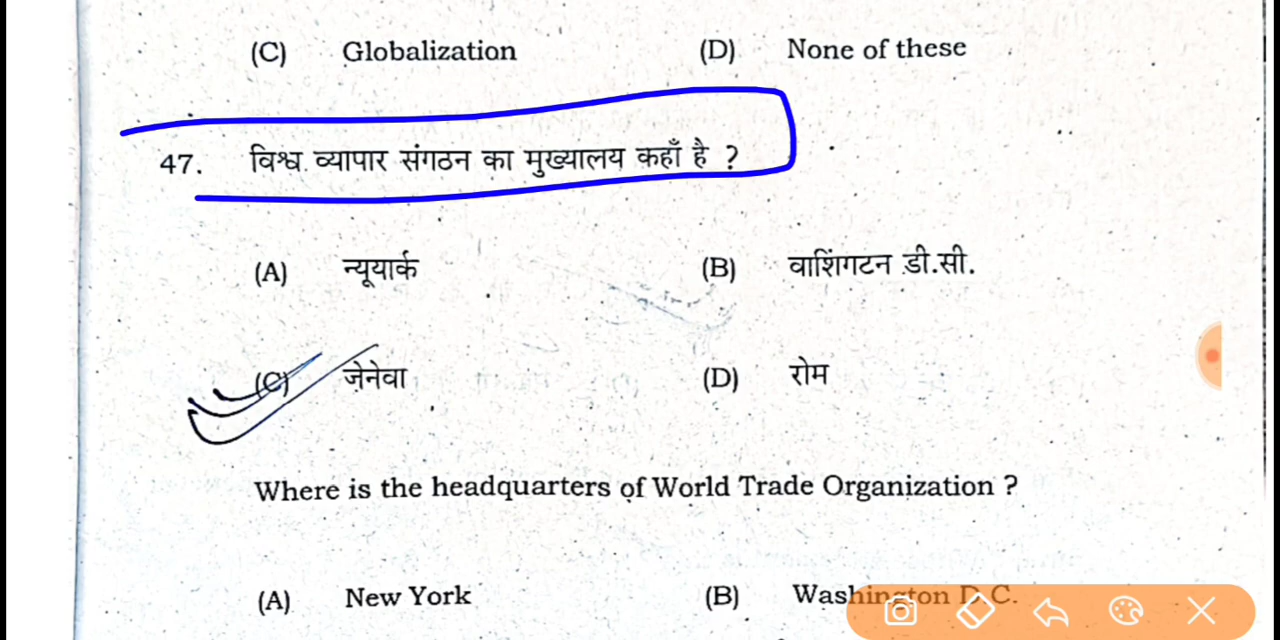 (C) Globalization (D) None of these
47. विश्व व्यापार संगठन का मुख्यालय कहाँ है ?
(A) न्यूयार्क (B) वाशिंगटन डी.सी.
(C) जेनेवा (D) रोम
Where is the headquarters of World Trade Organization ?
(A) New York (B) Washington D.C.